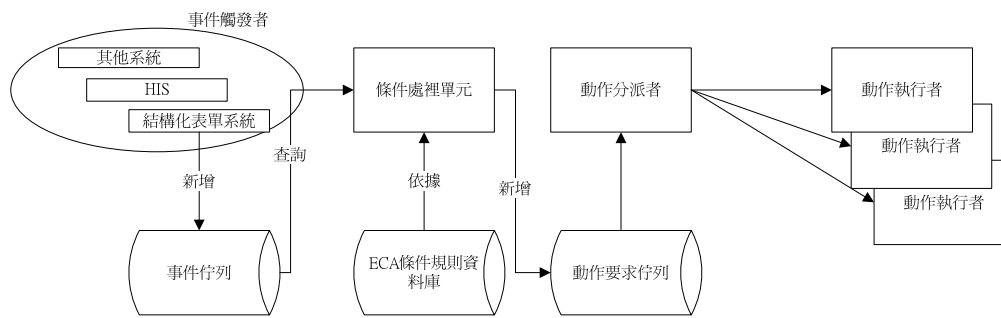 事件觸發者
其他系統
HIS
結構化表單系統
新增
查詢
事件佇列
條件處裡單元
依據
ECA條件規則資
料庫
新增
動作分派者
動作要求佇列
動作執行者
動作執行者
動作執行者